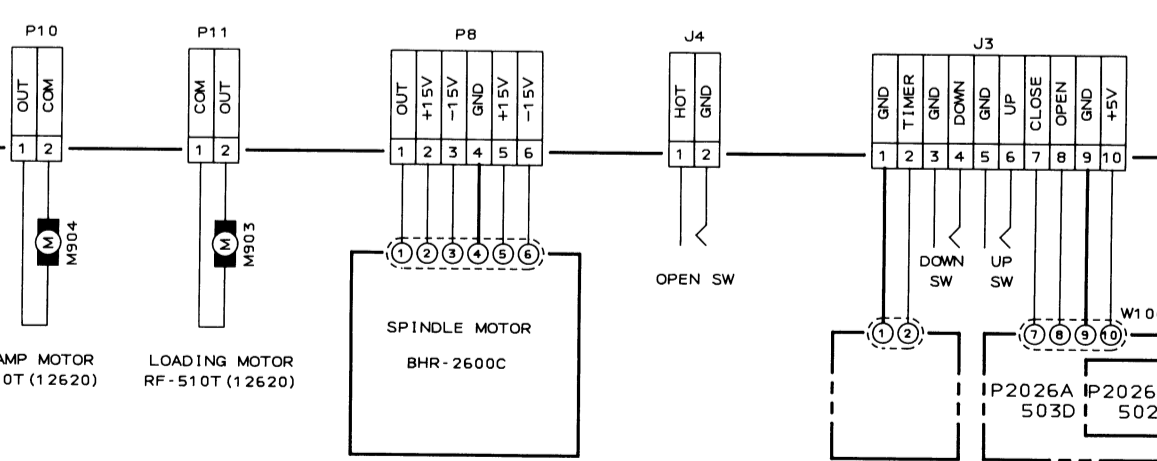 P10
OUT
COM
1 2
M
M904
AMP MOTOR
0T(12620)
P11
COM
OUT
1 2
M
M903
LOADING MOTOR
RF-510T(12620)
P8
OUT
+15V
-15V
GND
+15V
-15V
1 2 3 4 5 6
1 2 3 4 5 6
SPINDLE MOTOR
BHR-2600C
J4
HOT
GND
1 2
OPEN SW
J3
GND
TIMER
GND
DOWN
GND
UP
CLOSE
OPEN
GND
+5V
1 2 3 4 5 6 7 8 9 10
DOWN
SW
UP
SW
1 2
7 8 9 10
W10
P2026A
503D
P2026
502